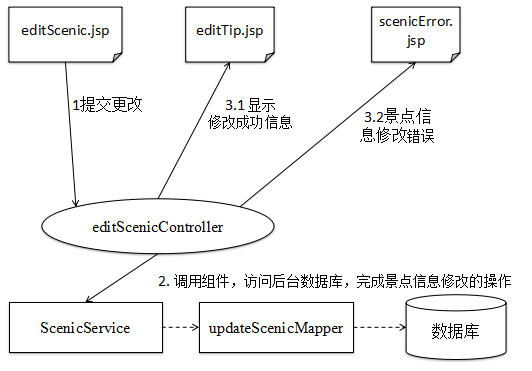 editScenic.jsp
editTip.jsp
scenicError.
jsp
1提交更改
3.1 显示
修改成功信息
3.2景点信
息修改错误
editScenicController
2. 调用组件，访问后台数据库，完成景点信息修改的操作
ScenicService
updateScenicMapper
数据库